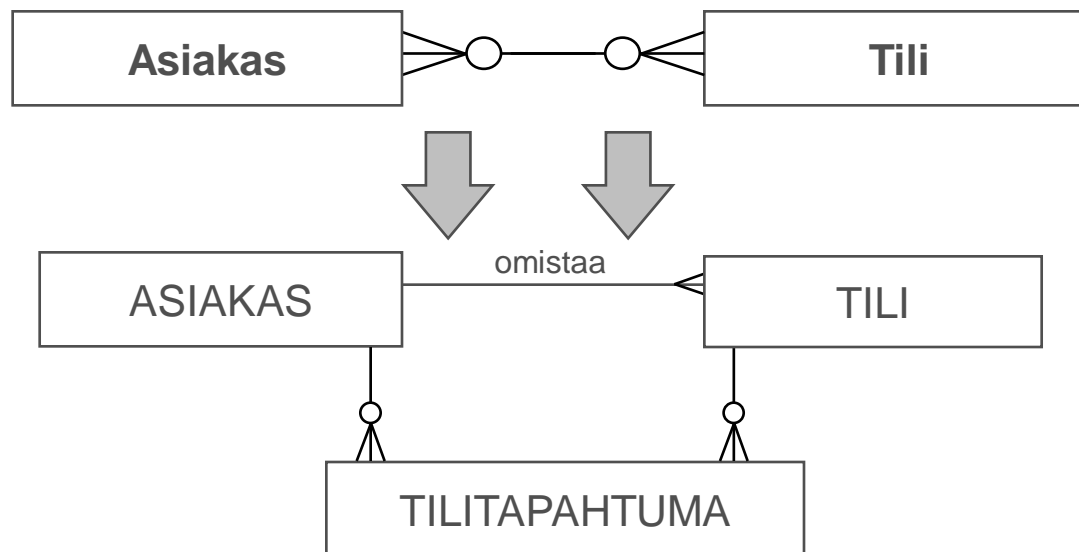 Asiakas
Tili
omistaa
ASIAKAS
TILI
TILITAPAHTUMA